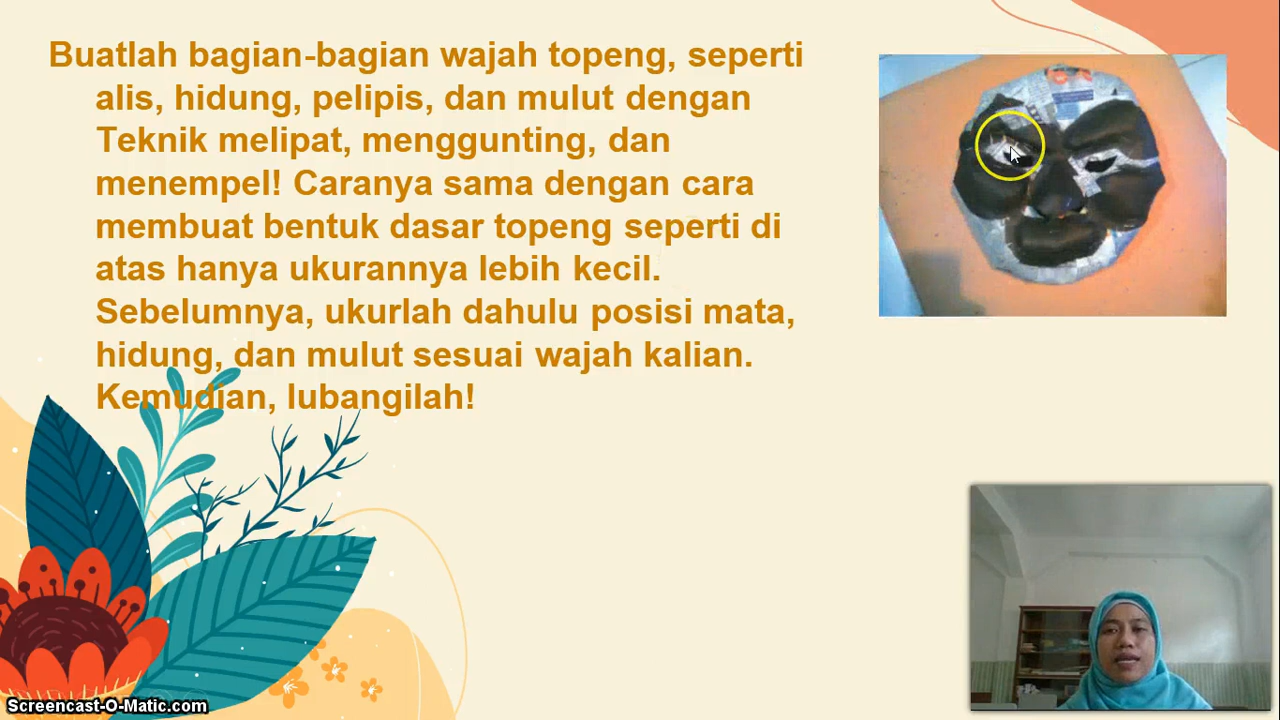 Buatlah bagian-bagian wajah topeng, seperti
alis, hidung, pelipis, dan mulut dengan
Teknik melipat, menggunting, dan
menempel! Caranya sama dengan cara
membuat bentuk dasar topeng seperti di
atas hanya ukurannya lebih kecil.
Sebelumnya, ukurlah dahulu posisi mata,
hidung, dan mulut sesuai wajah kalian.
Kemudian, lubangilah!
Screencast-O-Matic.com